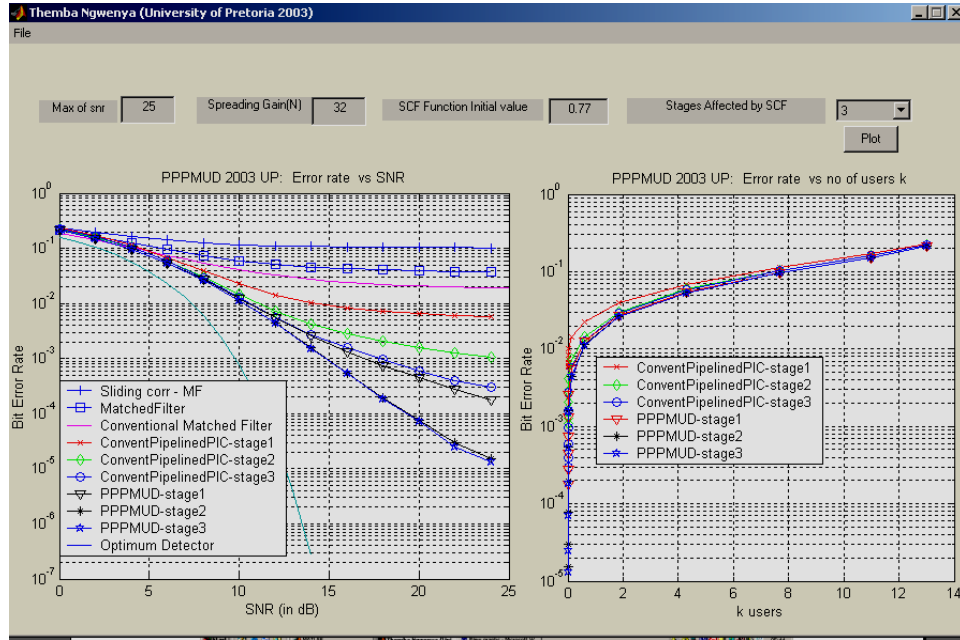 Themba Ngwenya (University of Pretoria 2003)
File
Max of snr 25 Spreading Gain(N) 32 SCF Function Initial value 0.77 Stages Affected by SCF 3
Plot
PPPMUD 2003 UP: Error rate vs SNR
10^0
10^-1
10^-2
10^-3
10^-4
10^-5
10^-6
10^-7
Bit Error Rate
Sliding corr - MF
MatchedFilter
Conventional Matched Filter
ConventPipelinedPIC-stage1
ConventPipelinedPIC-stage2
ConventPipelinedPIC-stage3
PPPMUD-stage1
PPPMUD-stage2
PPPMUD-stage3
Optimum Detector
0 5 10 15 20 25
SNR (in dB)
PPPMUD 2003 UP: Error rate vs no of users k
10^0
10^-1
10^-2
10^-3
10^-4
10^-5
Bit Error Rate
ConventPipelinedPIC-stage1
ConventPipelinedPIC-stage2
ConventPipelinedPIC-stage3
PPPMUD-stage1
PPPMUD-stage2
PPPMUD-stage3
0 2 4 6 8 10 12 14
k users